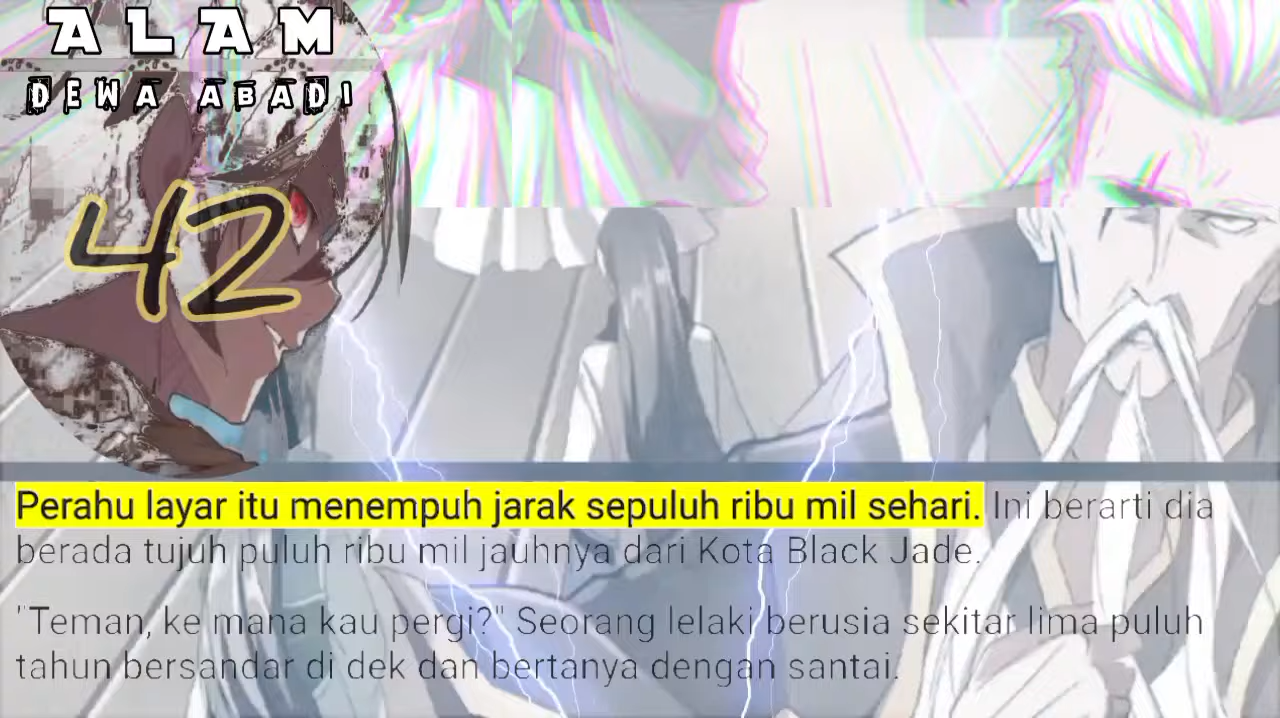 ALAM
DEWA ABADI
42
Perahu layar itu menempuh jarak sepuluh ribu mil sehari. Ini berarti dia
berada tujuh puluh ribu mil jauhnya dari Kota Black Jade.
"Teman, ke mana kau pergi?" Seorang lelaki berusia sekitar lima puluh
tahun bersandar di dek dan bertanya dengan santai.